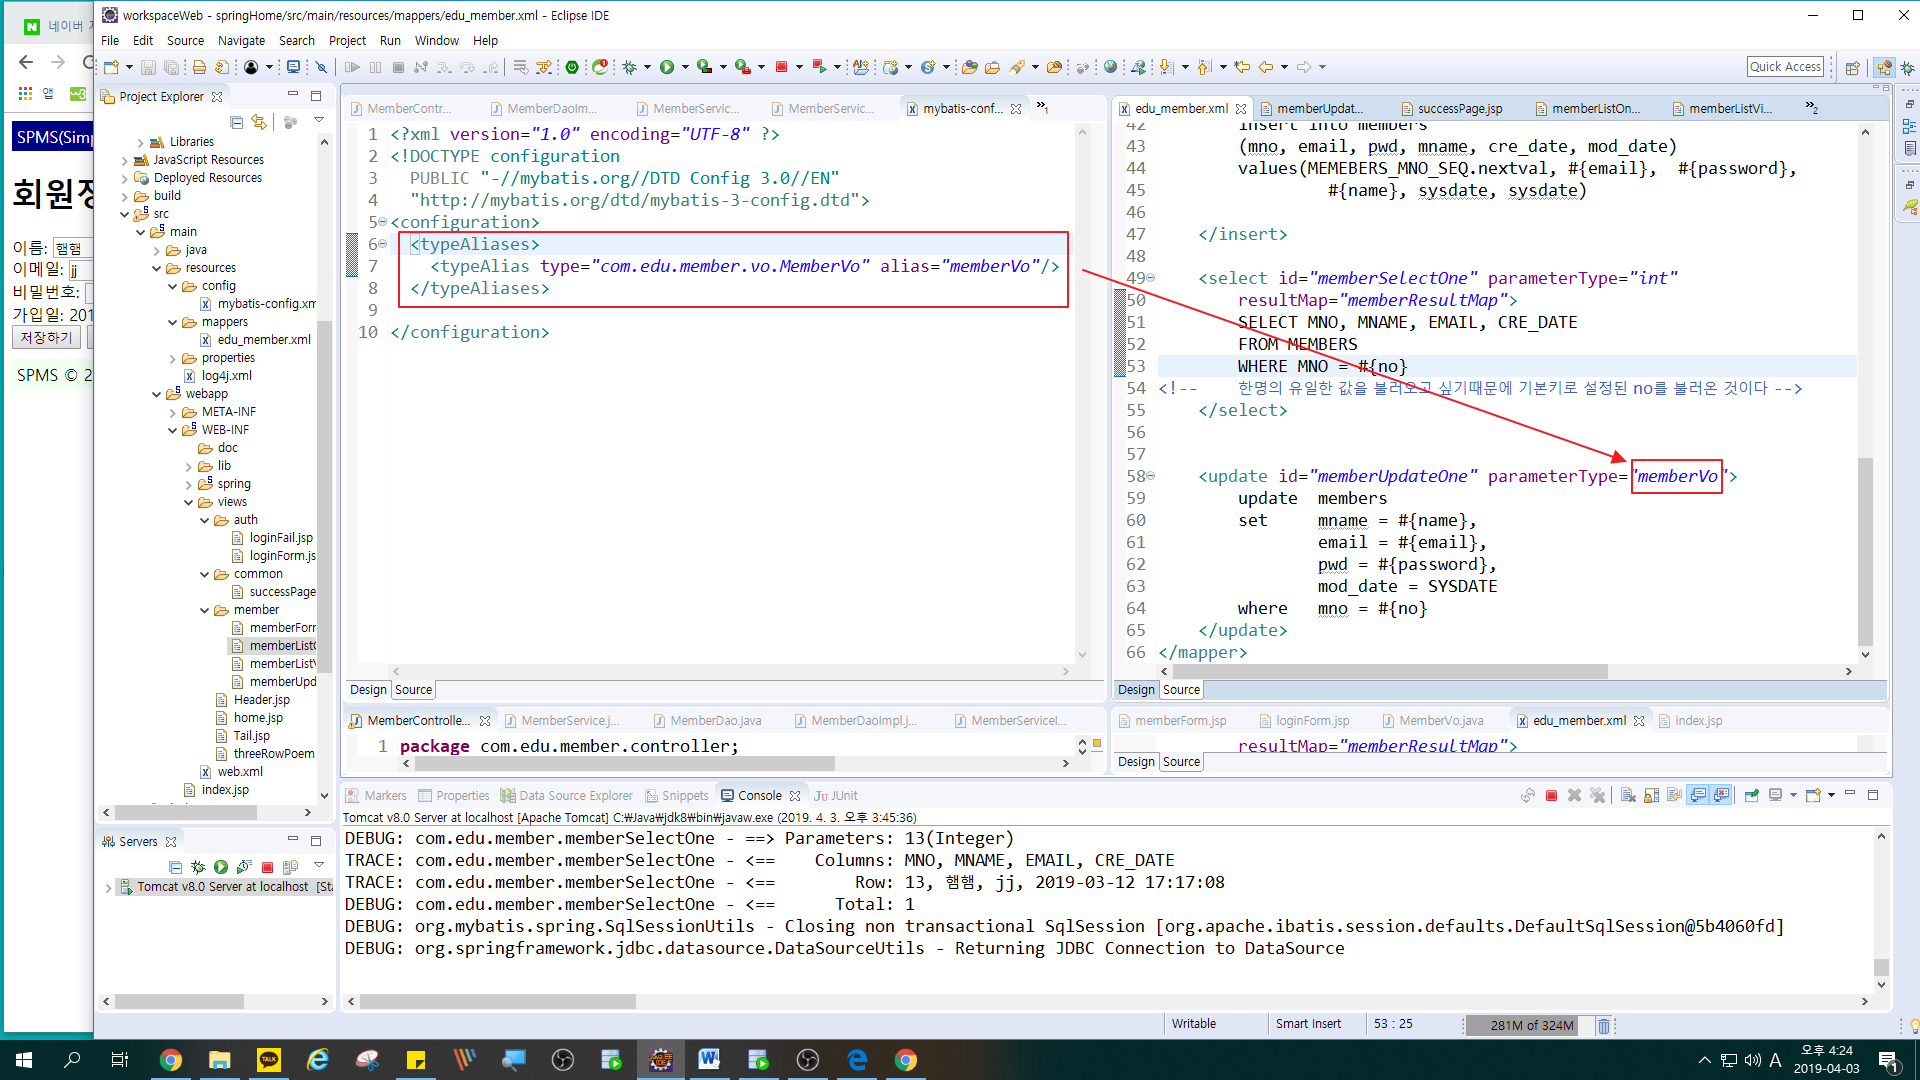 workspaceWeb - springHome/src/main/resources/mappers/edu_member.xml - Eclipse IDE
File Edit Source Navigate Search Project Run Window Help
Quick Access
네이버
앱
SPMS(Sim
회원정
이름: 햄햄
이메일: jj
비밀번호:
가입일: 201
저장하기
SPMS © 2
Project Explorer
Libraries
JavaScript Resources
Deployed Resources
build
src
main
java
resources
config
mybatis-config.xm
mappers
edu_member.xml
properties
log4j.xml
webapp
META-INF
WEB-INF
doc
lib
spring
views
auth
loginFail.jsp
loginForm.js
common
successPage
member
memberForm
memberListO
memberListV
memberUpd
Header.jsp
home.jsp
Tail.jsp
threeRowPoem
web.xml
index.jsp
Servers
Tomcat v8.0 Server at localhost [Sta
MemberContr... MemberDaoIm... MemberServic... MemberServic... mybatis-conf... »1
1 <?xml version="1.0" encoding="UTF-8" ?>
2 <!DOCTYPE configuration
3 PUBLIC "-//mybatis.org//DTD Config 3.0//EN"
4 "http://mybatis.org/dtd/mybatis-3-config.dtd">
5 <configuration>
6 <typeAliases>
7 <typeAlias type="com.edu.member.vo.MemberVo" alias="memberVo"/>
8 </typeAliases>
9
10 </configuration>
Design Source
edu_member.xml memberUpdat... successPage.jsp memberListOn... memberListVi... »2
42 insert into members
43 (mno, email, pwd, mname, cre_date, mod_date)
44 values(MEMEBERS_MNO_SEQ.nextval, #{email}, #{password},
45 #{name}, sysdate, sysdate)
46
47 </insert>
48
49 <select id="memberSelectOne" parameterType="int"
50 resultMap="memberResultMap">
51 SELECT MNO, MNAME, EMAIL, CRE_DATE
52 FROM MEMBERS
53 WHERE MNO = #{no}
54 <!-- 한명의 유일한 값을 불러오고 싶기때문에 기본키로 설정된 no를 불러온 것이다 -->
55 </select>
56
57
58 <update id="memberUpdateOne" parameterType="memberVo">
59 update members
60 set mname = #{name},
61 email = #{email},
62 pwd = #{password},
63 mod_date = SYSDATE
64 where mno = #{no}
65 </update>
66 </mapper>
Design Source
MemberControlle... MemberService.j... MemberDao.java MemberDaoImpl.j... MemberServiceI...
1 package com.edu.member.controller;
memberForm.jsp loginForm.jsp MemberVo.java edu_member.xml index.jsp
resultMap="memberResultMap">
Design Source
Markers Properties Data Source Explorer Snippets Console JUnit
Tomcat v8.0 Server at localhost [Apache Tomcat] C:₩Java₩jdk8₩bin₩javaw.exe (2019. 4. 3. 오후 3:45:36)
DEBUG: com.edu.member.memberSelectOne - ==> Parameters: 13(Integer)
TRACE: com.edu.member.memberSelectOne - <== Columns: MNO, MNAME, EMAIL, CRE_DATE
TRACE: com.edu.member.memberSelectOne - <== Row: 13, 햄햄, jj, 2019-03-12 17:17:08
DEBUG: com.edu.member.memberSelectOne - <== Total: 1
DEBUG: org.mybatis.spring.SqlSessionUtils - Closing non transactional SqlSession [org.apache.ibatis.session.defaults.DefaultSqlSession@5b4060fd]
DEBUG: org.springframework.jdbc.datasource.DataSourceUtils - Returning JDBC Connection to DataSource
Writable Smart Insert 53 : 25 281M of 324M
TALK
A
오후 4:24
2019-04-03
1